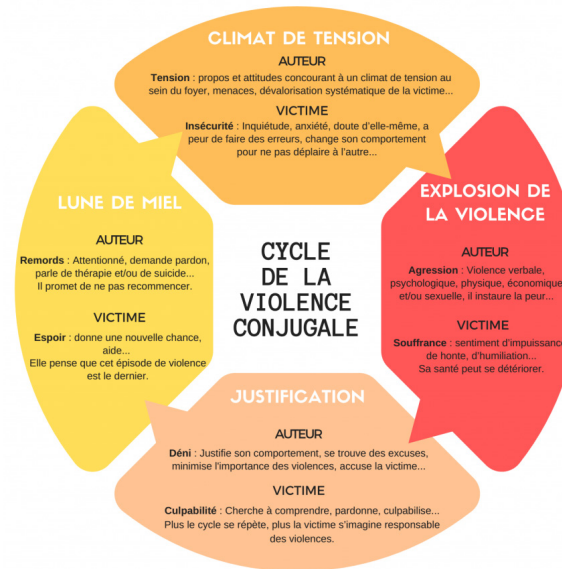 CLIMAT DE TENSION
AUTEUR
Tension : propos et attitudes concourant à un climat de tension au
sein du foyer, menaces, dévalorisation systématique de la victime...
VICTIME
Insécurité : Inquiétude, anxiété, doute d'elle-même, a
peur de faire des erreurs, change son comportement
pour ne pas déplaire à l'autre...
EXPLOSION DE
LA VIOLENCE
AUTEUR
Agression : Violence verbale,
psychologique, physique, économique
et/ou sexuelle, il instaure la peur...
VICTIME
Souffrance : sentiment d'impuissance
de honte, d'humiliation...
Sa santé peut se détériorer.
JUSTIFICATION
AUTEUR
Déni : Justifie son comportement, se trouve des excuses,
minimise l'importance des violences, accuse la victime...
VICTIME
Culpabilité : Cherche à comprendre, pardonne, culpabilise...
Plus le cycle se répète, plus la victime s'imagine responsable
des violences.
LUNE DE MIEL
AUTEUR
Remords : Attentionné, demande pardon,
parle de thérapie et/ou de suicide...
Il promet de ne pas recommencer.
VICTIME
Espoir : donne une nouvelle chance,
aide...
Elle pense que cet épisode de violence
est le dernier.
CYCLE
DE LA
VIOLENCE
CONJUGALE